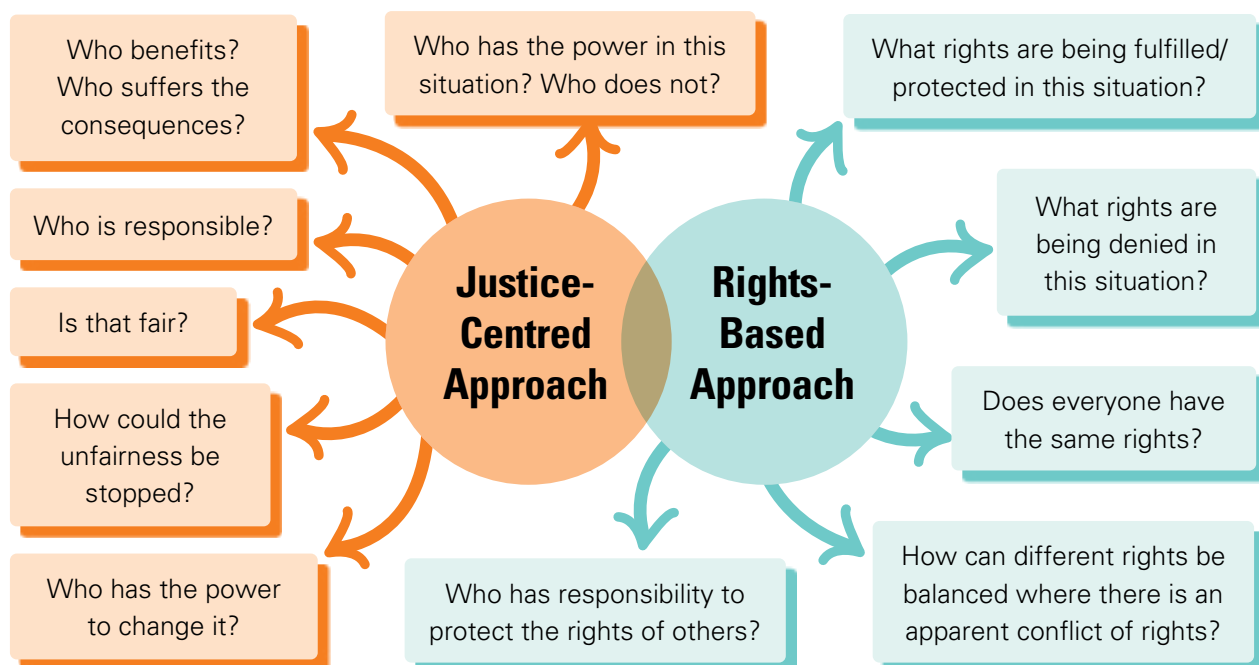 Who benefits?
Who suffers the
consequences?
Who has the power in this
situation? Who does not?
What rights are being fulfilled/
protected in this situation?
Who is responsible?
What rights are
being denied in
this situation?
Is that fair?
Justice-
Centred
Approach
Rights-
Based
Approach
How could the
unfairness be
stopped?
Does everyone have
the same rights?
Who has the power
to change it?
Who has responsibility to
protect the rights of others?
How can different rights be
balanced where there is an
apparent conflict of rights?